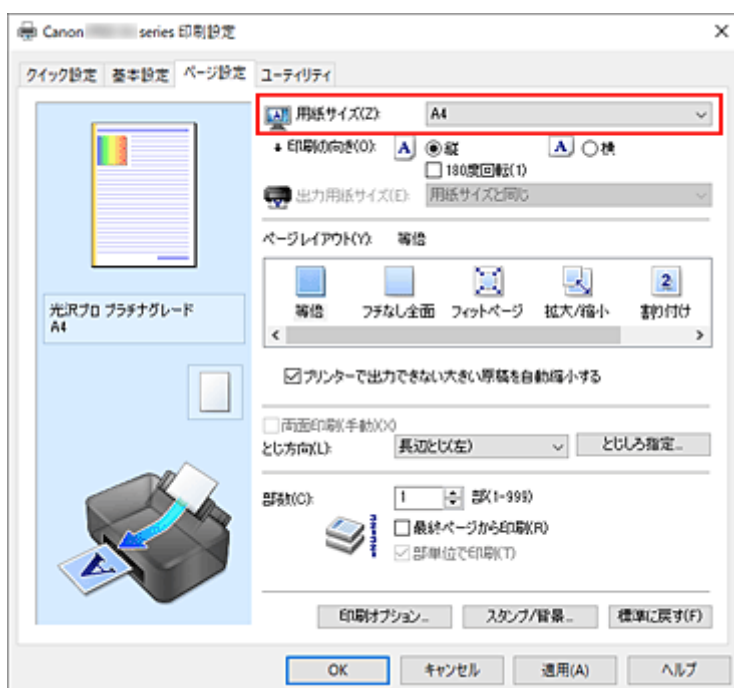 Canon series 印刷設定
クイック設定 基本設定 ページ設定 ユーティリティ
用紙サイズ(Z): A4
印刷の向き(O): A 縦 A 横
180度回転(1)
出力用紙サイズ(E): 用紙サイズと同じ
ページレイアウト(Y): 等倍
等倍 フチなし全面 フィットページ 拡大/縮小 2 割り付け
光沢プロ プラチナグレード
A4
プリンターで出力できない大きい原稿を自動縮小する
両面印刷(手動)(X)
とじ方向(L): 長辺とじ(左) とじしろ指定...
部数(C): 1 部(1-999)
最終ページから印刷(R)
部単位で印刷(T)
印刷オプション... スタンプ/背景... 標準に戻す(F)
OK キャンセル 適用(A) ヘルプ